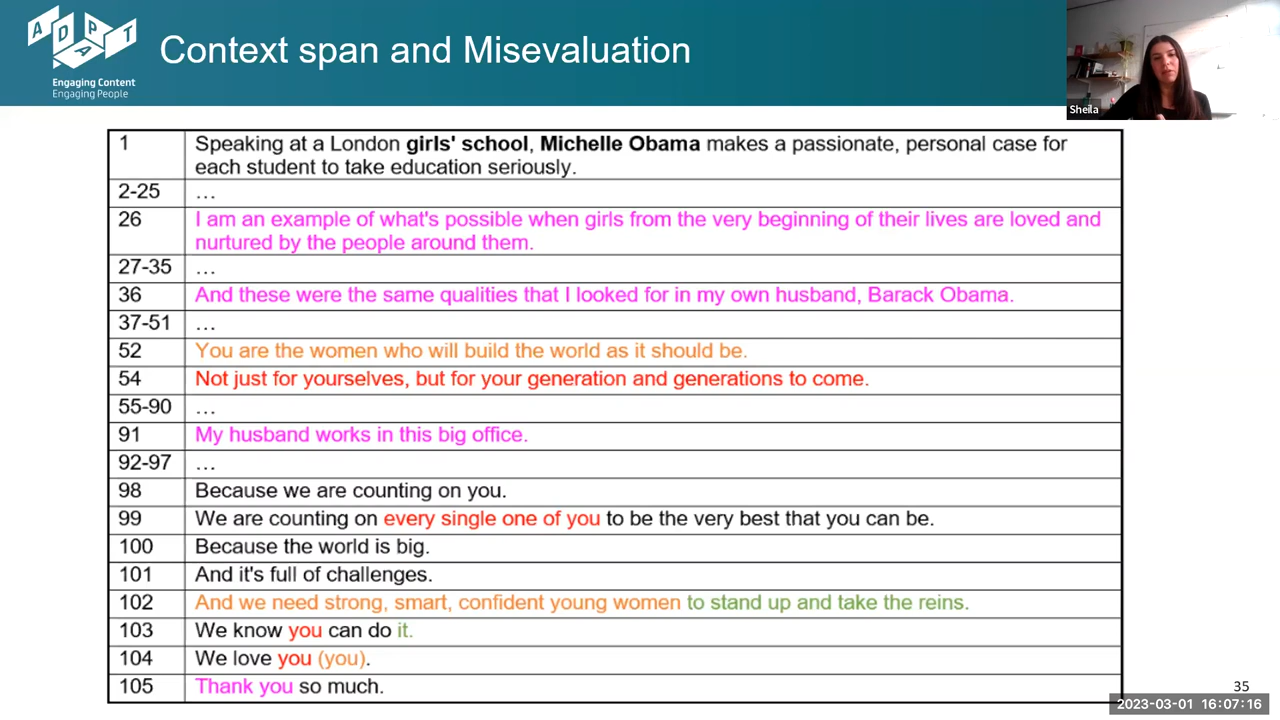 ADAPT
Engaging Content
Engaging People
Context span and Misevaluation
Sheila
1 Speaking at a London girls' school, Michelle Obama makes a passionate, personal case for
each student to take education seriously.
2-25 …
26 I am an example of what's possible when girls from the very beginning of their lives are loved and
nurtured by the people around them.
27-35 …
36 And these were the same qualities that I looked for in my own husband, Barack Obama.
37-51 …
52 You are the women who will build the world as it should be.
54 Not just for yourselves, but for your generation and generations to come.
55-90 …
91 My husband works in this big office.
92-97 …
98 Because we are counting on you.
99 We are counting on every single one of you to be the very best that you can be.
100 Because the world is big.
101 And it's full of challenges.
102 And we need strong, smart, confident young women to stand up and take the reins.
103 We know you can do it.
104 We love you (you).
105 Thank you so much.
35
2023-03-01 16:07:16